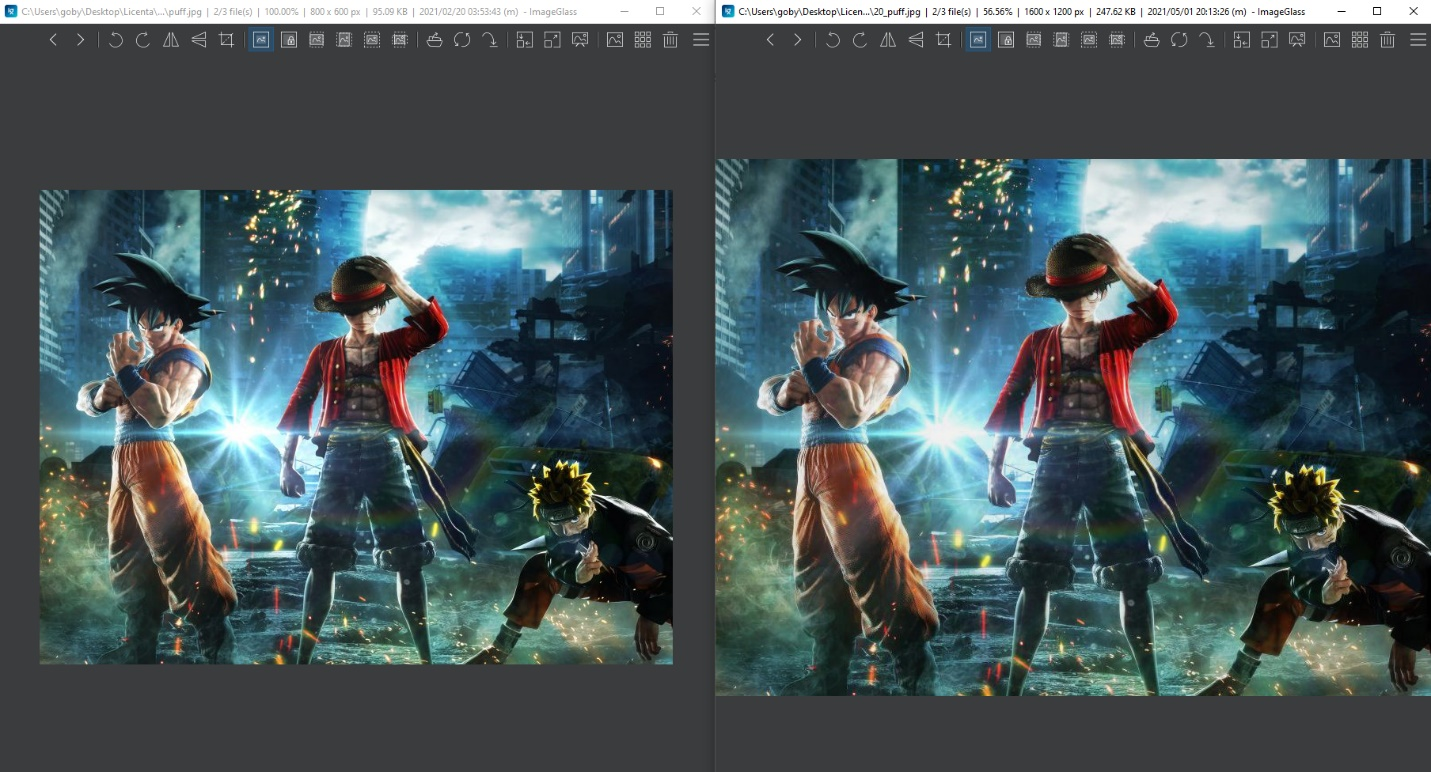 C:\Users\goby\Desktop\Licenta\...\puff.jpg | 2/3 file(s) | 100.00% | 800 x 600 px | 95.09 KB | 2021/02/20 03:53:43 (m) - ImageGlass
C:\Users\goby\Desktop\Licen...\20_puff.jpg | 2/3 file(s) | 56.56% | 1600 x 1200 px | 247.62 KB | 2021/05/01 20:13:26 (m) - ImageGlass